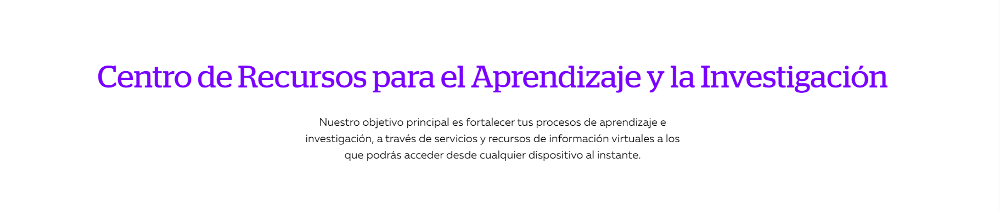 Centro de Recursos para el Aprendizaje y la Investigación
Nuestro objetivo principal es fortalecer tus procesos de aprendizaje e
investigación, a través de servicios y recursos de información virtuales a los
que podrás acceder desde cualquier dispositivo al instante.